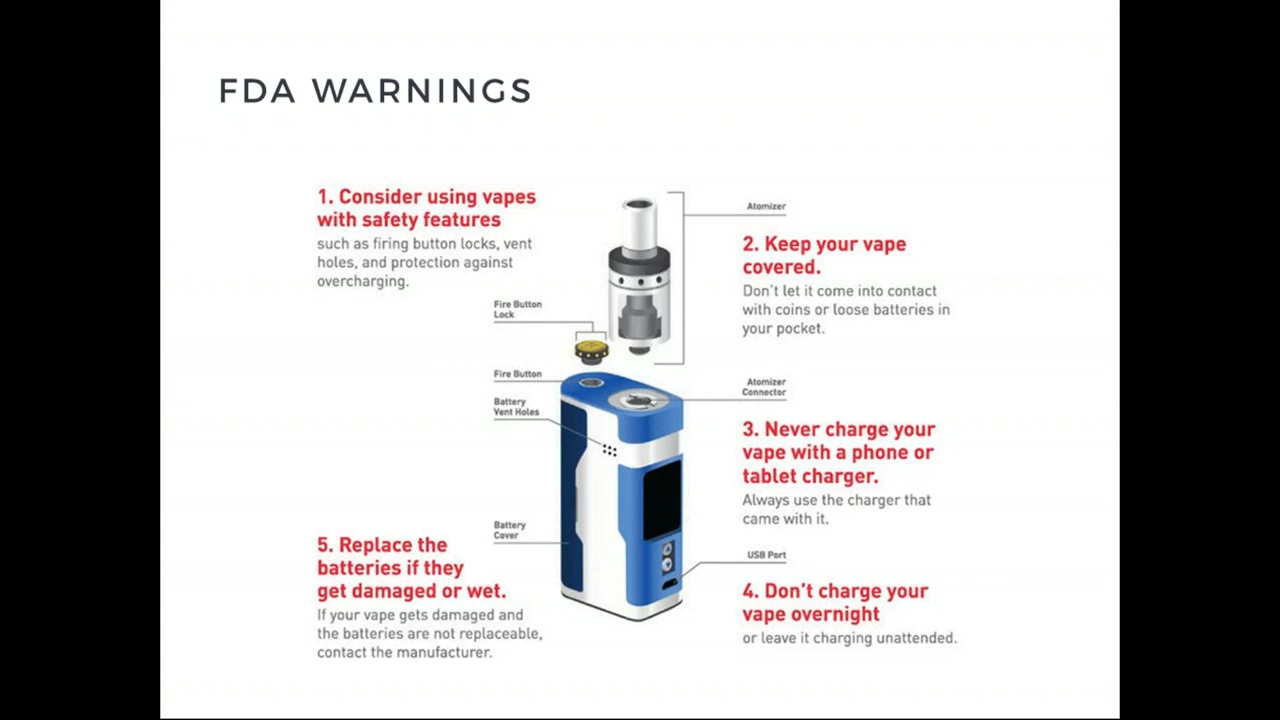 FDA WARNINGS
1. Consider using vapes
with safety features
such as firing button locks, vent
holes, and protection against
overcharging.
Atomizer
2. Keep your vape
covered.
Don't let it come into contact
with coins or loose batteries in
your pocket.
Fire Button
Lock
Fire Button
Battery
Vent Holes
Atomizer
Connector
3. Never charge your
vape with a phone or
tablet charger.
Always use the charger that
came with it.
Battery
Cover
USB Port
4. Don't charge your
vape overnight
or leave it charging unattended.
5. Replace the
batteries if they
get damaged or wet.
If your vape gets damaged and
the batteries are not replaceable,
contact the manufacturer.